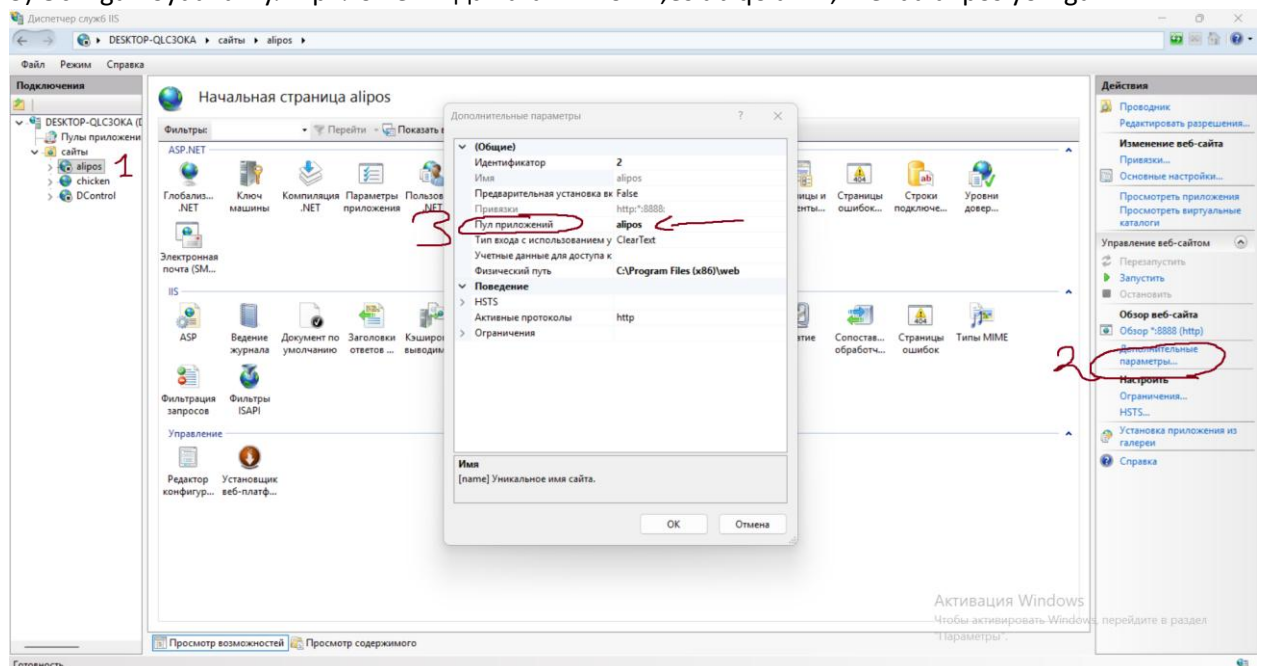 Диспетчер служб IIS
DESKTOP-QLC3OKA сайты alipos
Файл Режим Справка
Подключения
DESKTOP-QLC3OKA (D
Пулы приложени
сайты
alipos 1
chicken
DControl
Начальная страница alipos
Фильтры: Перейти Показать в
ASP.NET
Глобализ... .NET
Ключ машины
Компиляция .NET
Параметры приложения
Пользов .NET
ицы и енты...
Страницы ошибок...
Строки подключе...
Уровни довер...
Электронная почта (SM...
IIS
ASP
Ведение журнала
Документ по умолчанию
Заголовки ответов ...
Кэширо выводим
тие
Сопостав... обработч...
Страницы ошибок
Типы MIME
Фильтрация запросов
Фильтры ISAPI
Управление
Редактор конфигур...
Установщик веб-платф...
Дополнительные параметры ? ×
(Общие)
Идентификатор 2
Имя alipos
Предварительная установка вк False
Привязки http:*:8888:
3 Пул приложений alipos
Тип входа с использованием у ClearText
Учетные данные для доступа к
Физический путь C:\Program Files (x86)\web
Поведение
HSTS
Активные протоколы http
Ограничения
Имя
[name] Уникальное имя сайта.
ОК Отмена
Действия
Проводник
Редактировать разрешения...
Изменение веб-сайта
Привязки...
Основные настройки...
Просмотреть приложения
Просмотреть виртуальные
каталоги
Управление веб-сайтом
Перезапустить
Запустить
Остановить
Обзор веб-сайта
Обзор *:8888 (http)
2 Дополнительные
параметры...
Настроить
Ограничения...
HSTS...
Установка приложения из
галереи
Справка
Активация Windows
Чтобы активировать Windows, перейдите в раздел
"Параметры".
Просмотр возможностей Просмотр содержимого
Готовность